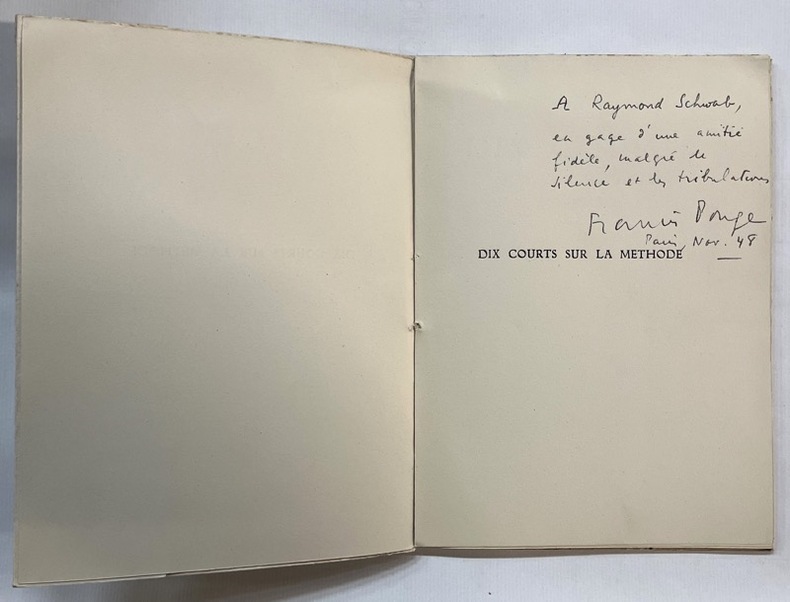 A Raymond Schwab,
en gage d'une amitié
fidèle, malgré le
silence et les tribulations
Francis Ponge
Paris, Nov. 48
DIX COURTS SUR LA METHODE